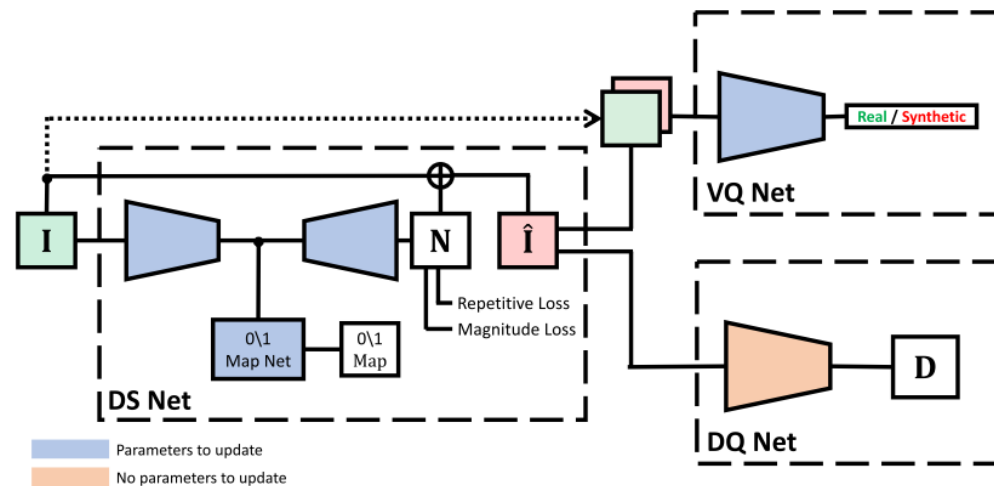 Real / Synthetic
VQ Net
I
N
Î
Repetitive Loss
Magnitude Loss
0\1
Map Net
0\1
Map
DS Net
D
DQ Net
Parameters to update
No parameters to update